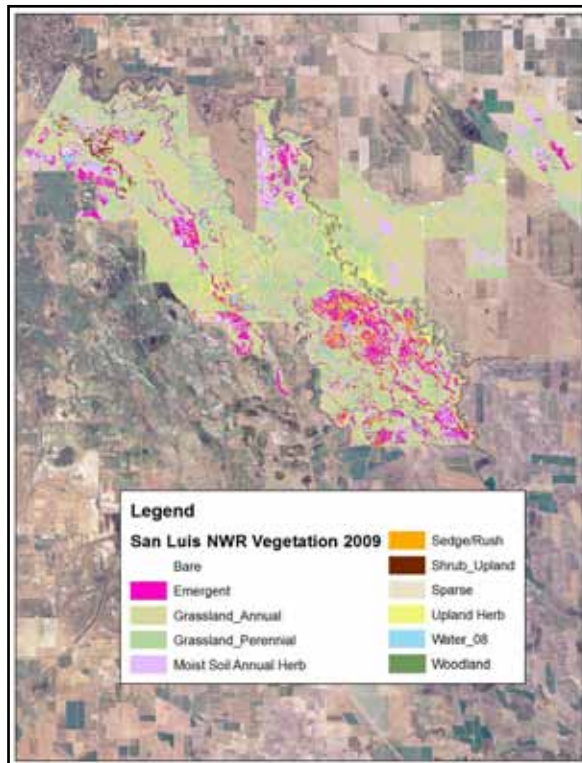 Legend
San Luis NWR Vegetation 2009
Bare
Emergent
Grassland_Annual
Grassland_Perennial
Moist Soil Annual Herb
Sedge/Rush
Shrub_Upland
Sparse
Upland Herb
Water_08
Woodland